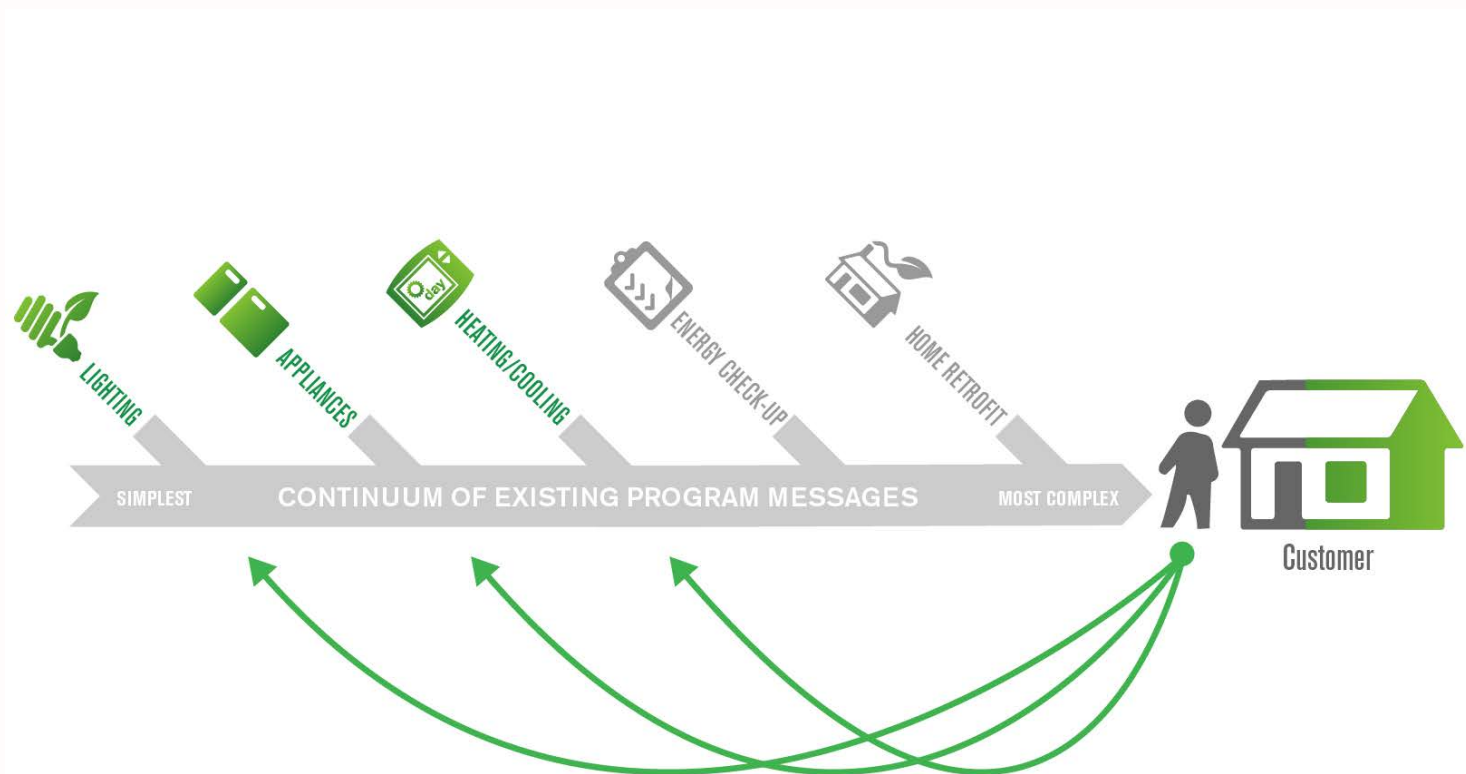 day
LIGHTING
APPLIANCES
HEATING/COOLING
ENERGY CHECK-UP
HOME RETROFIT
SIMPLEST
CONTINUUM OF EXISTING PROGRAM MESSAGES
MOST COMPLEX
Customer